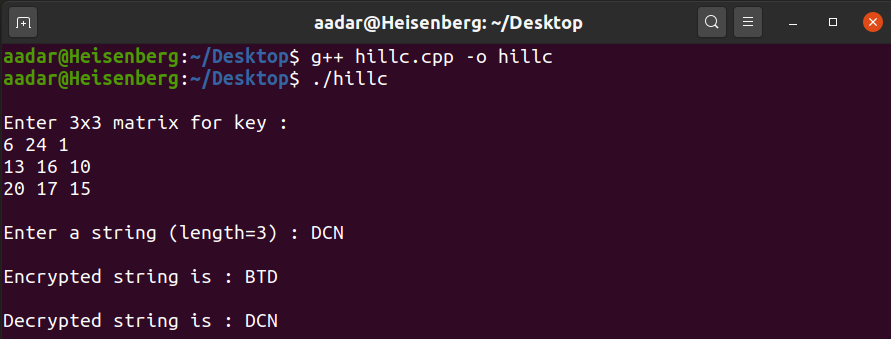 aadar@Heisenberg: ~/Desktop
aadar@Heisenberg:~/Desktop$ g++ hillc.cpp -o hillc
aadar@Heisenberg:~/Desktop$ ./hillc
Enter 3x3 matrix for key :
6 24 1
13 16 10
20 17 15
Enter a string (length=3) : DCN
Encrypted string is : BTD
Decrypted string is : DCN